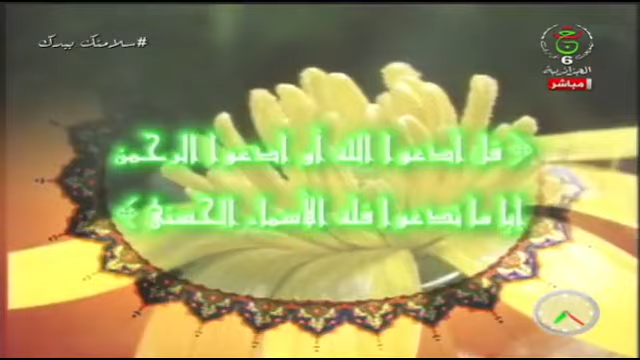 #سلامتك بيدك
6
الجزائرية
مباشر
﴿ قل ادعوا الله أو ادعوا الرحمن
أيا ما تدعوا فله الأسماء الحسنى ﴾